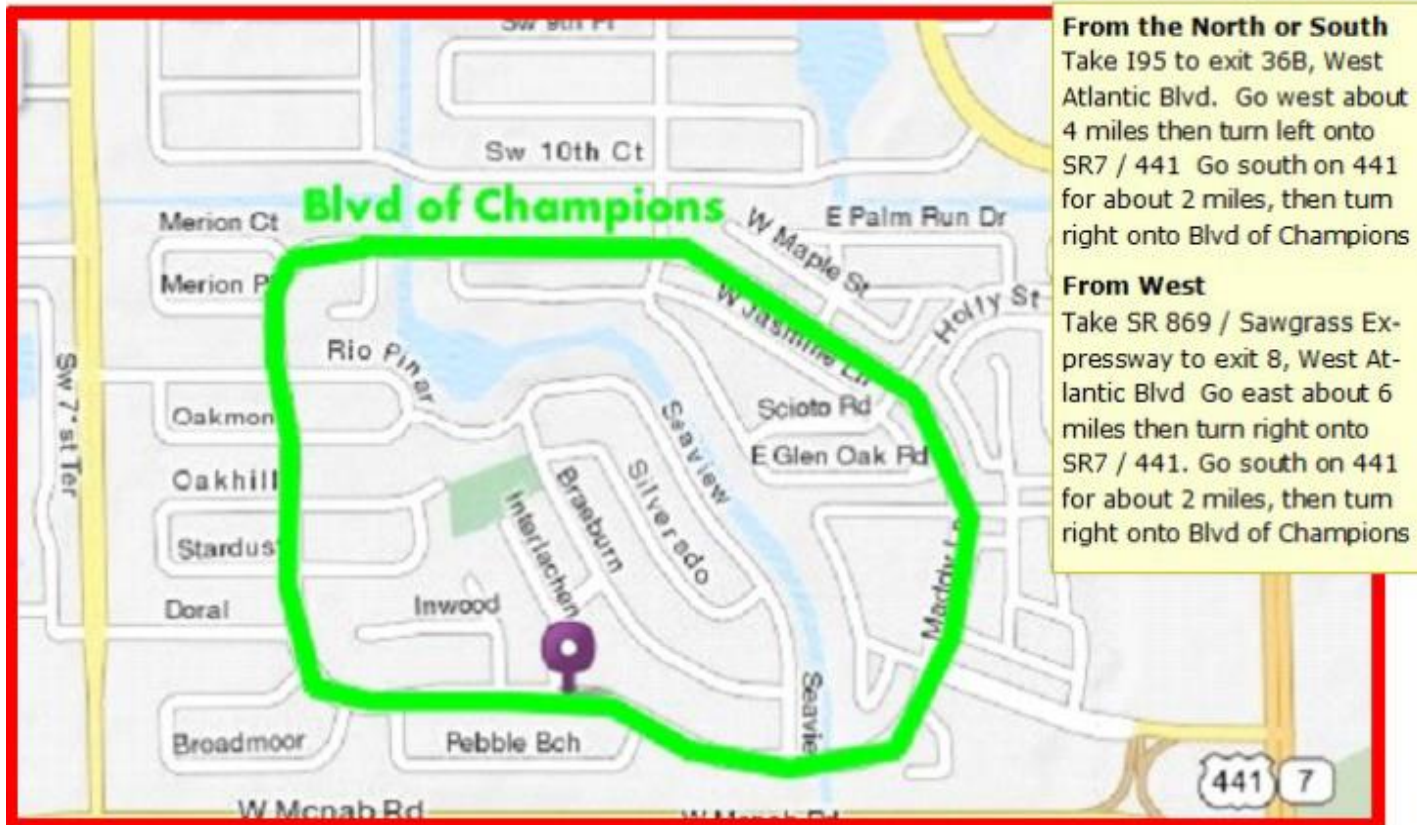 From the North or South
Take I95 to exit 36B, West
Atlantic Blvd. Go west about
4 miles then turn left onto
SR7 / 441 Go south on 441
for about 2 miles, then turn
right onto Blvd of Champions
From West
Take SR 869 / Sawgrass Ex-
pressway to exit 8, West At-
lantic Blvd Go east about 6
miles then turn right onto
SR7 / 441. Go south on 441
for about 2 miles, then turn
right onto Blvd of Champions
Sw 9th Pl
Sw 10th Ct
Blvd of Champions
Merion Ct
W Maple St
E Palm Run Dr
Merion P
W Jasmine Ln
Holly St
Rio Pinar
Sw 7 st Ter
Oakmon
Scioto Rd
Seaview
E Glen Oak Rd
Oakhill
Silverado
Braeburn
Interlachen
Stardus
Doral
Inwood
Maddy
Seavie
Broadmoor
Pebble Bch
441
7
W Mcnab Rd
W Mcnab Rd